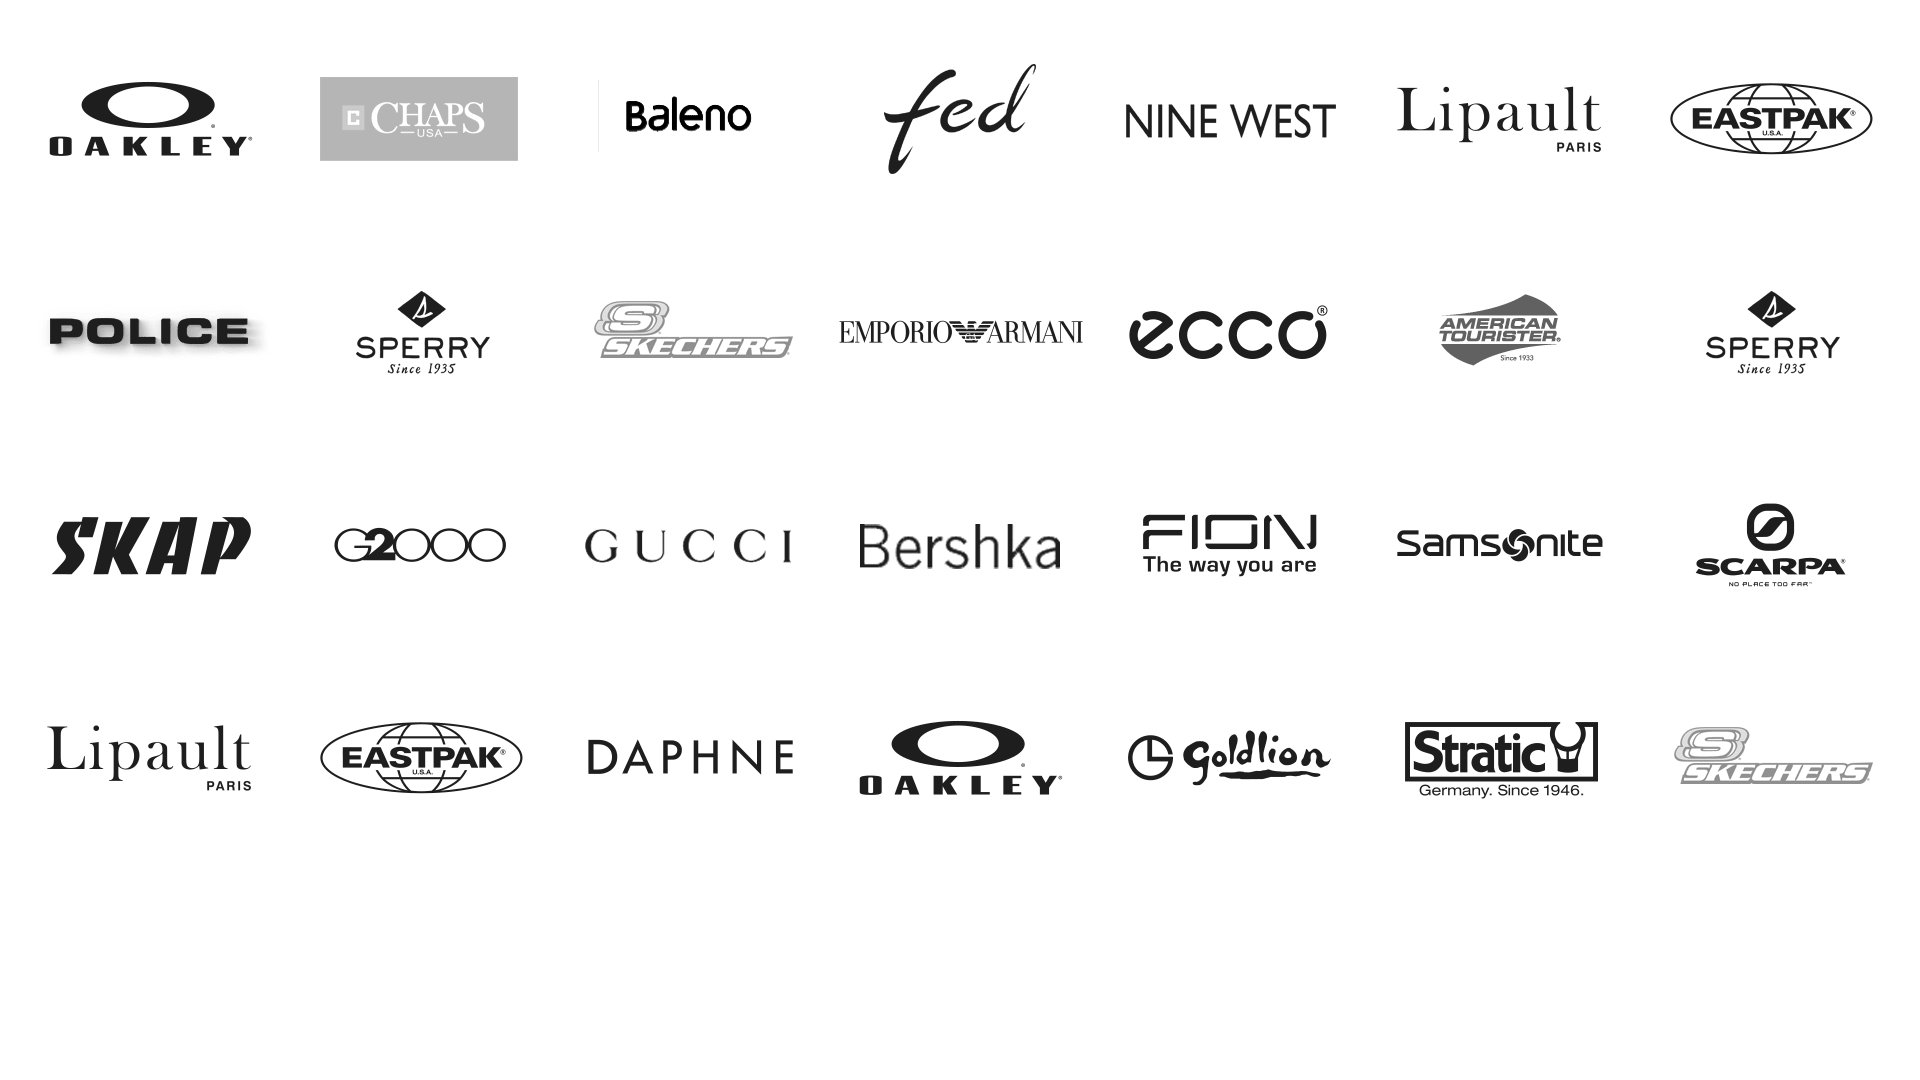 OAKLEY®
C CHAPS
USA
Baleno
fed
NINE WEST
Lipault
PARIS
EASTPAK®
U.S.A.
POLICE
SPERRY
Since 1935
S
SKECHERS
EMPORIO ARMANI
ecco®
AMERICAN
TOURISTER®
Since 1933
SPERRY
Since 1935
SKAP
G2000
GUCCI
Bershka
FION
The way you are
Samsonite
SCARPA®
NO PLACE TOO FAR™
Lipault
PARIS
EASTPAK®
U.S.A.
DAPHNE
OAKLEY®
Goldlion
Stratic
Germany. Since 1946.
S
SKECHERS